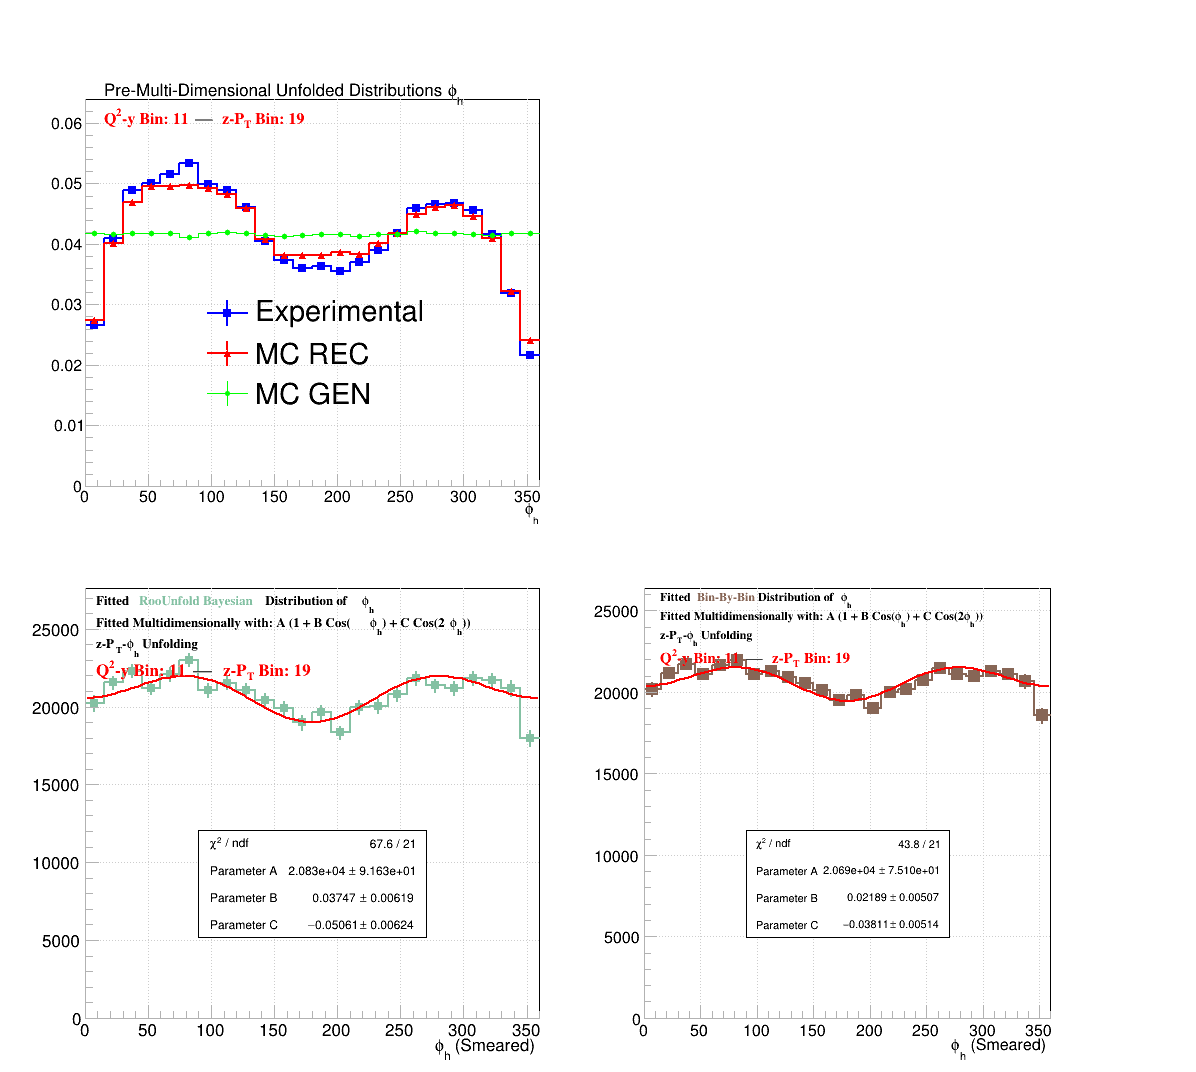 Pre-Multi-Dimensional Unfolded Distributions ϕh
Q²-y Bin: 11 — z-PT Bin: 19
0.06
0.05
0.04
0.03
0.02
0.01
0
Experimental
MC REC
MC GEN
0 50 100 150 200 250 300 350
ϕh
Fitted RooUnfold Bayesian Distribution of ϕh
Fitted Multidimensionally with: A (1 + B Cos( ϕh) + C Cos(2 ϕh))
z-PT-ϕh Unfolding
Q²-y Bin: 11 — z-PT Bin: 19
25000
20000
15000
10000
5000
0
χ² / ndf 67.6 / 21
Parameter A 2.083e+04 ± 9.163e+01
Parameter B 0.03747 ± 0.00619
Parameter C −0.05061 ± 0.00624
0 50 100 150 200 250 300 350
ϕh (Smeared)
Fitted Bin-By-Bin Distribution of ϕh
Fitted Multidimensionally with: A (1 + B Cos(ϕh) + C Cos(2ϕh))
z-PT-ϕh Unfolding
Q²-y Bin: 11 — z-PT Bin: 19
25000
20000
15000
10000
5000
0
χ² / ndf 43.8 / 21
Parameter A 2.069e+04 ± 7.510e+01
Parameter B 0.02189 ± 0.00507
Parameter C −0.03811 ± 0.00514
0 50 100 150 200 250 300 350
ϕh (Smeared)